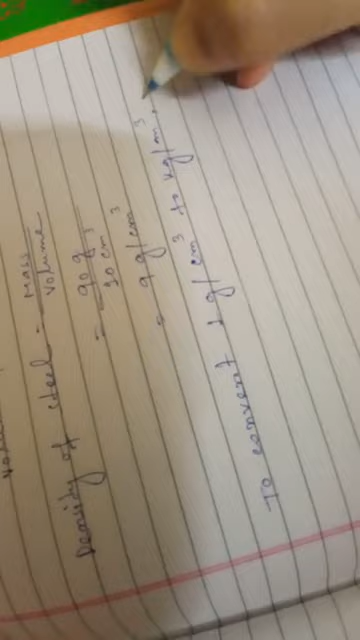 Density of steel = Mass / Volume
= 90 g / 10 cm³
= 9 g/cm³
To convert 1 g/cm³ to kg/m³.